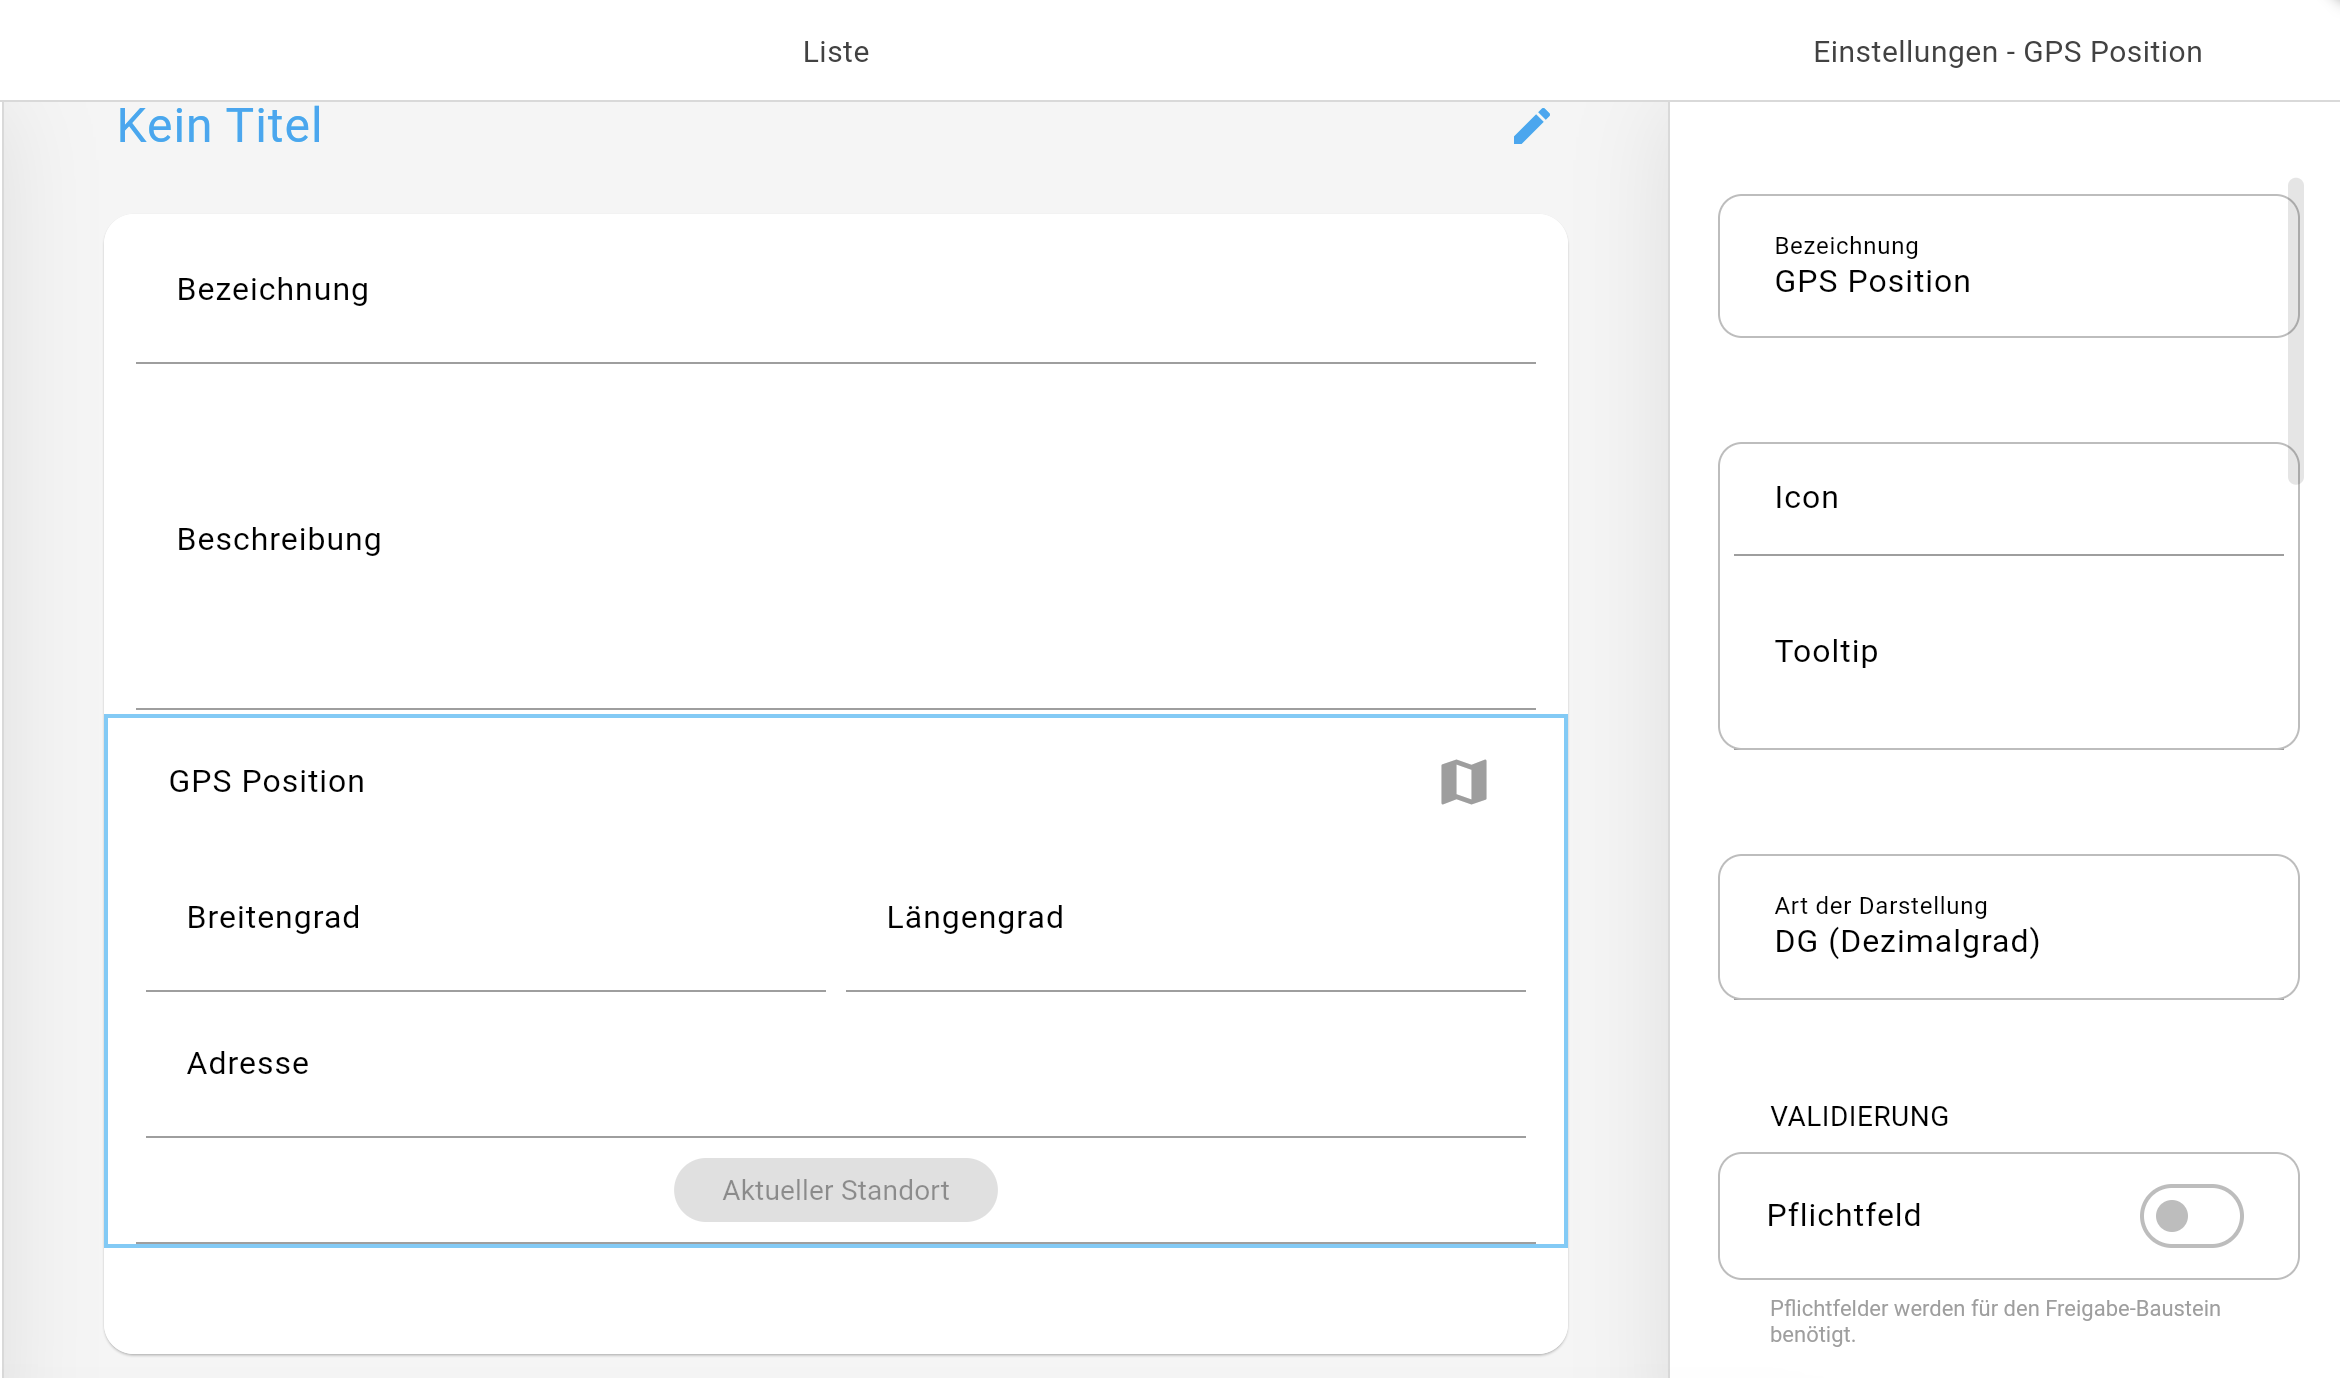 Liste
Einstellungen - GPS Position
Kein Titel
Bezeichnung
Beschreibung
GPS Position
Breitengrad
Längengrad
Adresse
Aktueller Standort
Bezeichnung
GPS Position
Icon
Tooltip
Art der Darstellung
DG (Dezimalgrad)
VALIDIERUNG
Pflichtfeld
Pflichtfelder werden für den Freigabe-Baustein
benötigt.